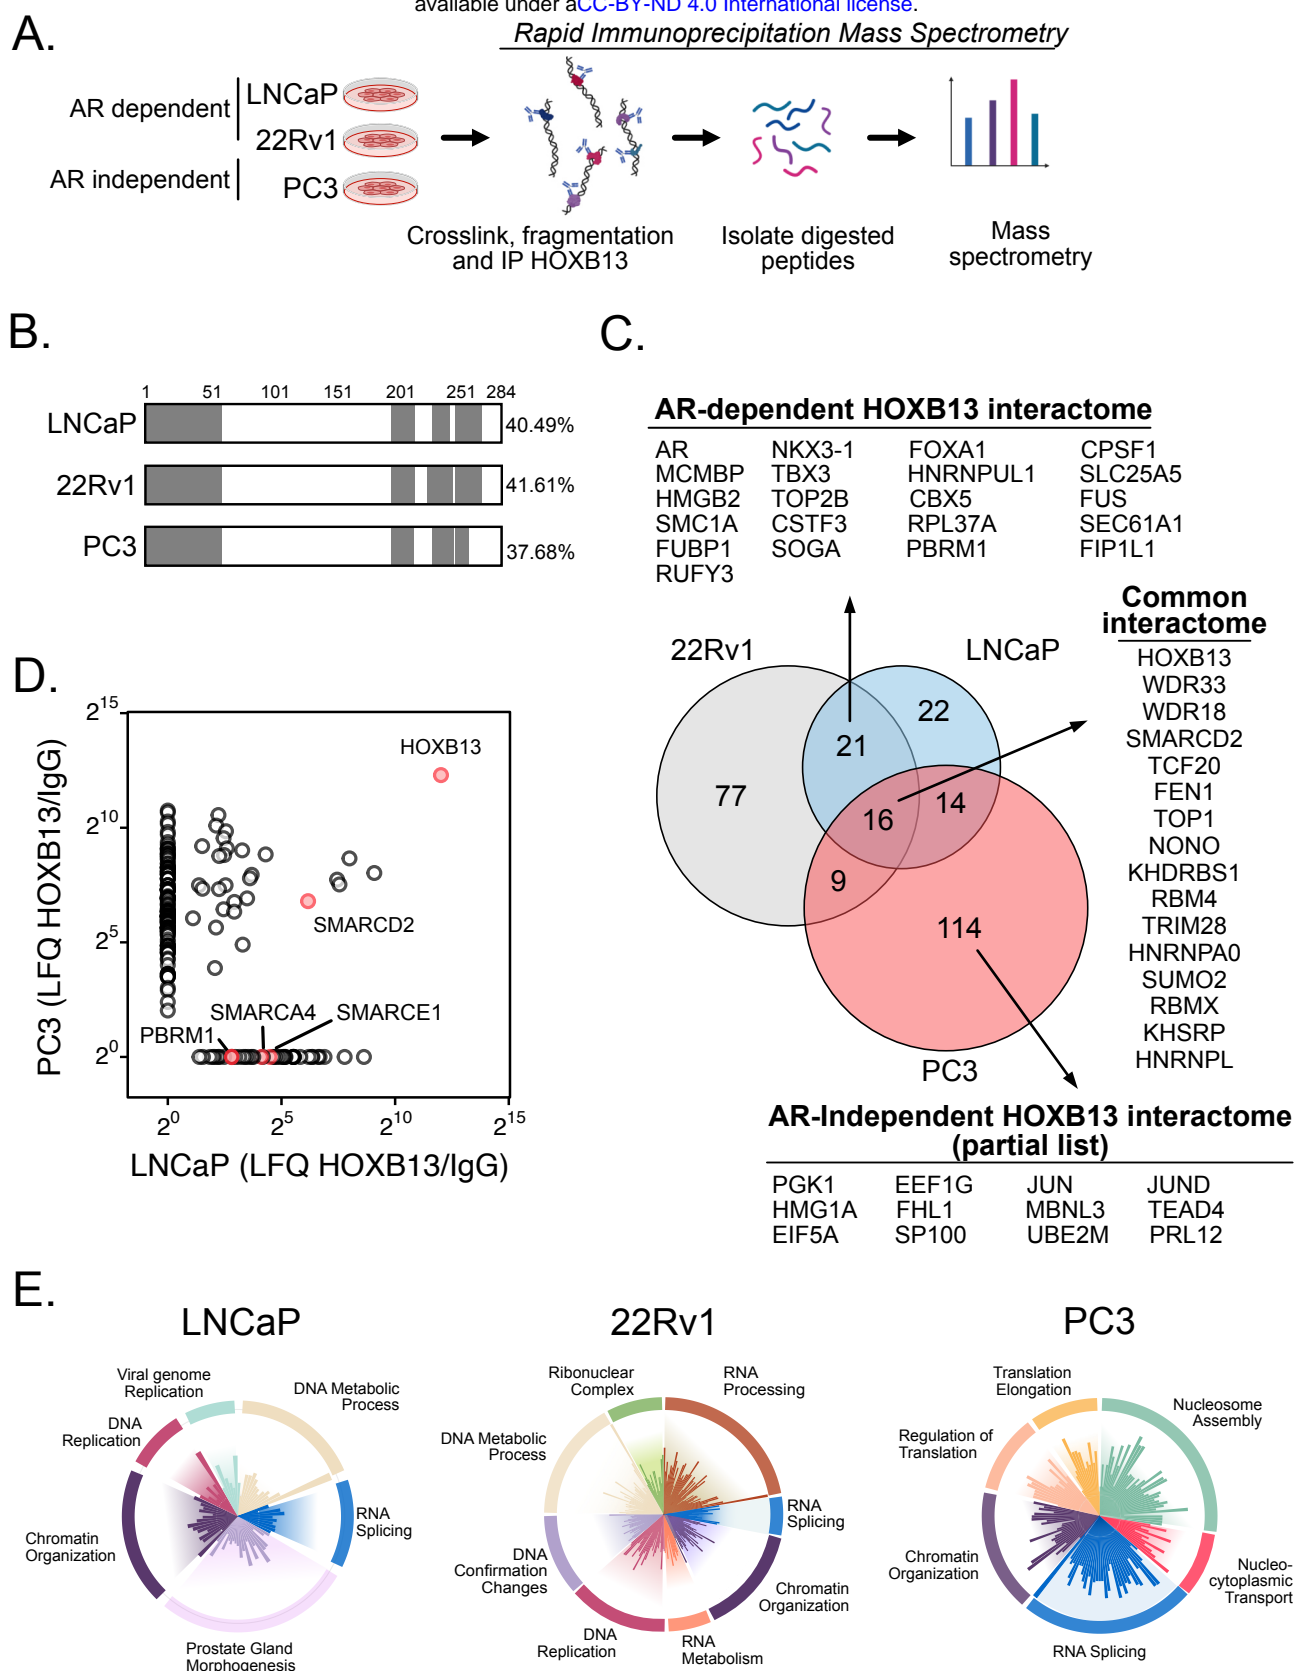 available under aCC-BY-ND 4.0 International license.
A.
Rapid Immunoprecipitation Mass Spectrometry
AR dependent
LNCaP
22Rv1
AR independent
PC3
Crosslink, fragmentation
and IP HOXB13
Isolate digested
peptides
Mass
spectrometry
B.
1 51 101 151 201 251 284
LNCaP 40.49%
22Rv1 41.61%
PC3 37.68%
C.
AR-dependent HOXB13 interactome
AR NKX3-1 FOXA1 CPSF1
MCMBP TBX3 HNRNPUL1 SLC25A5
HMGB2 TOP2B CBX5 FUS
SMC1A CSTF3 RPL37A SEC61A1
FUBP1 SOGA PBRM1 FIP1L1
RUFY3
22Rv1
LNCaP
PC3
22
21
77
16
14
9
114
Common
interactome
HOXB13
WDR33
WDR18
SMARCD2
TCF20
FEN1
TOP1
NONO
KHDRBS1
RBM4
TRIM28
HNRNPA0
SUMO2
RBMX
KHSRP
HNRNPL
AR-Independent HOXB13 interactome
(partial list)
PGK1 EEF1G JUN JUND
HMG1A FHL1 MBNL3 TEAD4
EIF5A SP100 UBE2M PRL12
D.
PC3 (LFQ HOXB13/IgG)
2^15
2^10
2^5
2^0
HOXB13
SMARCD2
SMARCA4
SMARCE1
PBRM1
2^0 2^5 2^10 2^15
LNCaP (LFQ HOXB13/IgG)
E.
LNCaP
Viral genome
Replication
DNA Metabolic
Process
DNA
Replication
RNA
Splicing
Chromatin
Organization
Prostate Gland
Morphogenesis
22Rv1
Ribonuclear
Complex
RNA
Processing
DNA Metabolic
Process
RNA
Splicing
DNA
Confirmation
Changes
Chromatin
Organization
DNA
Replication
RNA
Metabolism
PC3
Translation
Elongation
Nucleosome
Assembly
Regulation of
Translation
Chromatin
Organization
Nucleo-
cytoplasmic
Transport
RNA Splicing